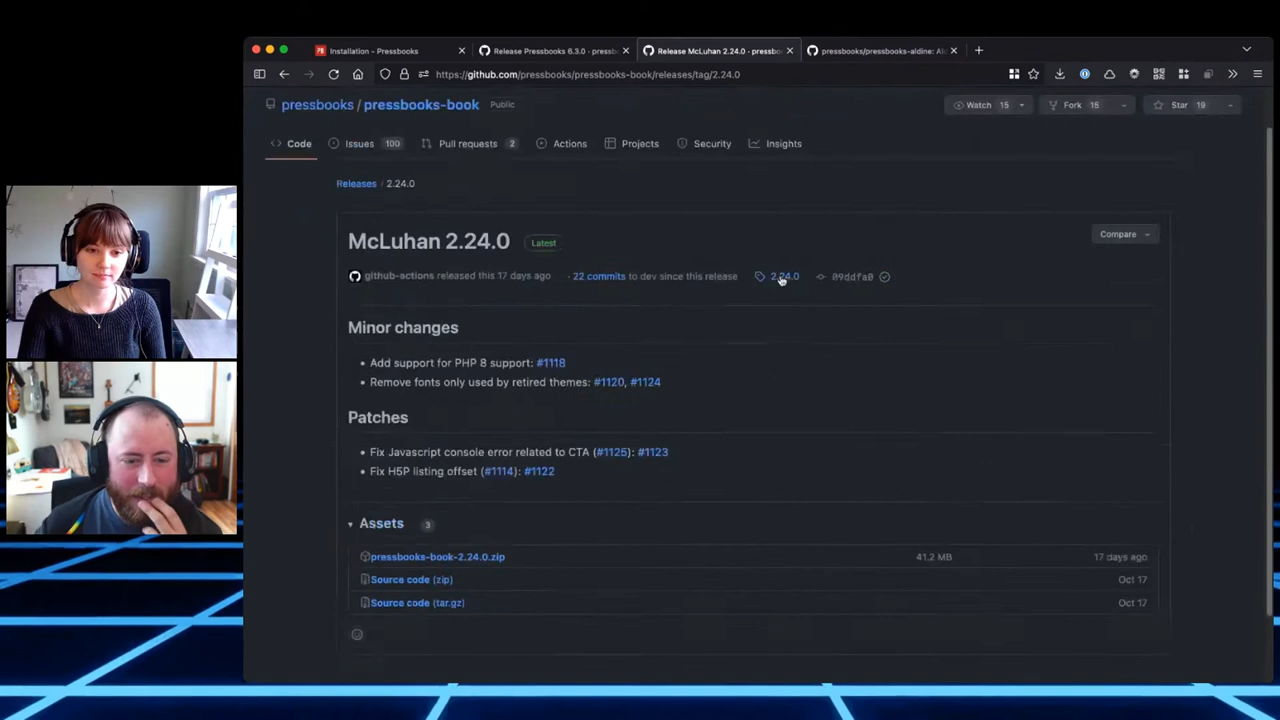 Installation – Pressbooks
Release Pressbooks 6.3.0 · pressb
Release McLuhan 2.24.0 · pressbo
pressbooks/pressbooks-aldine:
https://github.com/pressbooks/pressbooks-book/releases/tag/2.24.0
pressbooks / pressbooks-book Public
Watch 15
Fork 15
Star 19
Code
Issues 100
Pull requests 2
Actions
Projects
Security
Insights
Releases / 2.24.0
McLuhan 2.24.0 Latest
Compare
github-actions released this 17 days ago · 22 commits to dev since this release 2.24.0 09ddfa0
Minor changes
• Add support for PHP 8 support: #1118
• Remove fonts only used by retired themes: #1120, #1124
Patches
• Fix Javascript console error related to CTA (#1125): #1123
• Fix H5P listing offset (#1114): #1122
Assets 3
pressbooks-book-2.24.0.zip 41.2 MB 17 days ago
Source code (zip) Oct 17
Source code (tar.gz) Oct 17